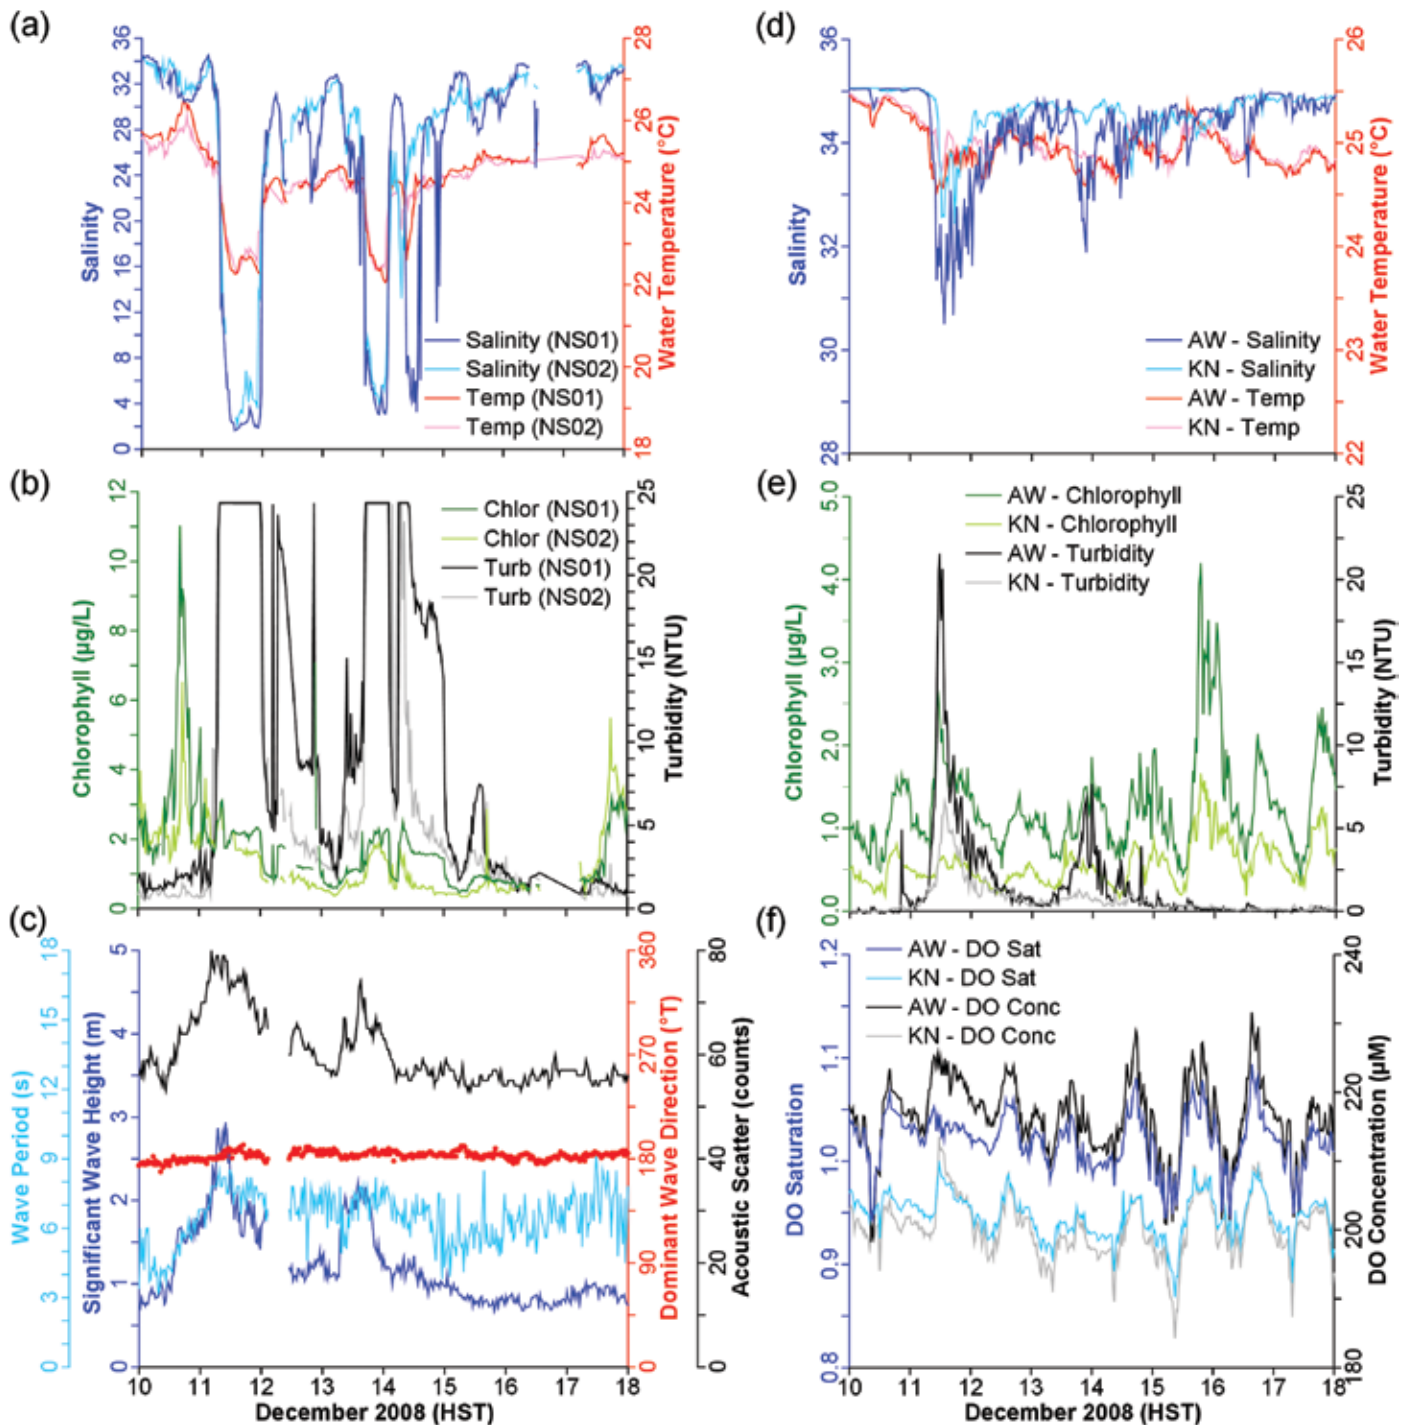 (a)
Salinity
36
32
28
24
20
16
12
8
4
0
Water Temperature (°C)
28
26
25
24
23
22
21
20
19
18
Salinity (NS01)
Salinity (NS02)
Temp (NS01)
Temp (NS02)
(b)
Chlorophyll (µg/L)
12
10
8
6
4
2
0
Turbidity (NTU)
25
20
15
10
5
0
Chlor (NS01)
Chlor (NS02)
Turb (NS01)
Turb (NS02)
(c)
Wave Period (s)
18
15
12
9
6
3
0
Significant Wave Height (m)
5
4
3
2
1
0
Dominant Wave Direction (°T)
360
270
180
90
0
Acoustic Scatter (counts)
80
60
40
20
0
10 11 12 13 14 15 16 17 18
December 2008 (HST)
(d)
Salinity
36
34
32
30
28
Water Temperature (°C)
26
25
24
23
22
AW - Salinity
KN - Salinity
AW - Temp
KN - Temp
(e)
Chlorophyll (µg/L)
5.0
4.0
3.0
2.0
1.0
0.0
Turbidity (NTU)
25
20
15
10
5
0
AW - Chlorophyll
KN - Chlorophyll
AW - Turbidity
KN - Turbidity
(f)
DO Saturation
1.2
1.1
1.0
0.9
0.8
DO Concentration (µM)
240
220
200
180
AW - DO Sat
KN - DO Sat
AW - DO Conc
KN - DO Conc
10 11 12 13 14 15 16 17 18
December 2008 (HST)